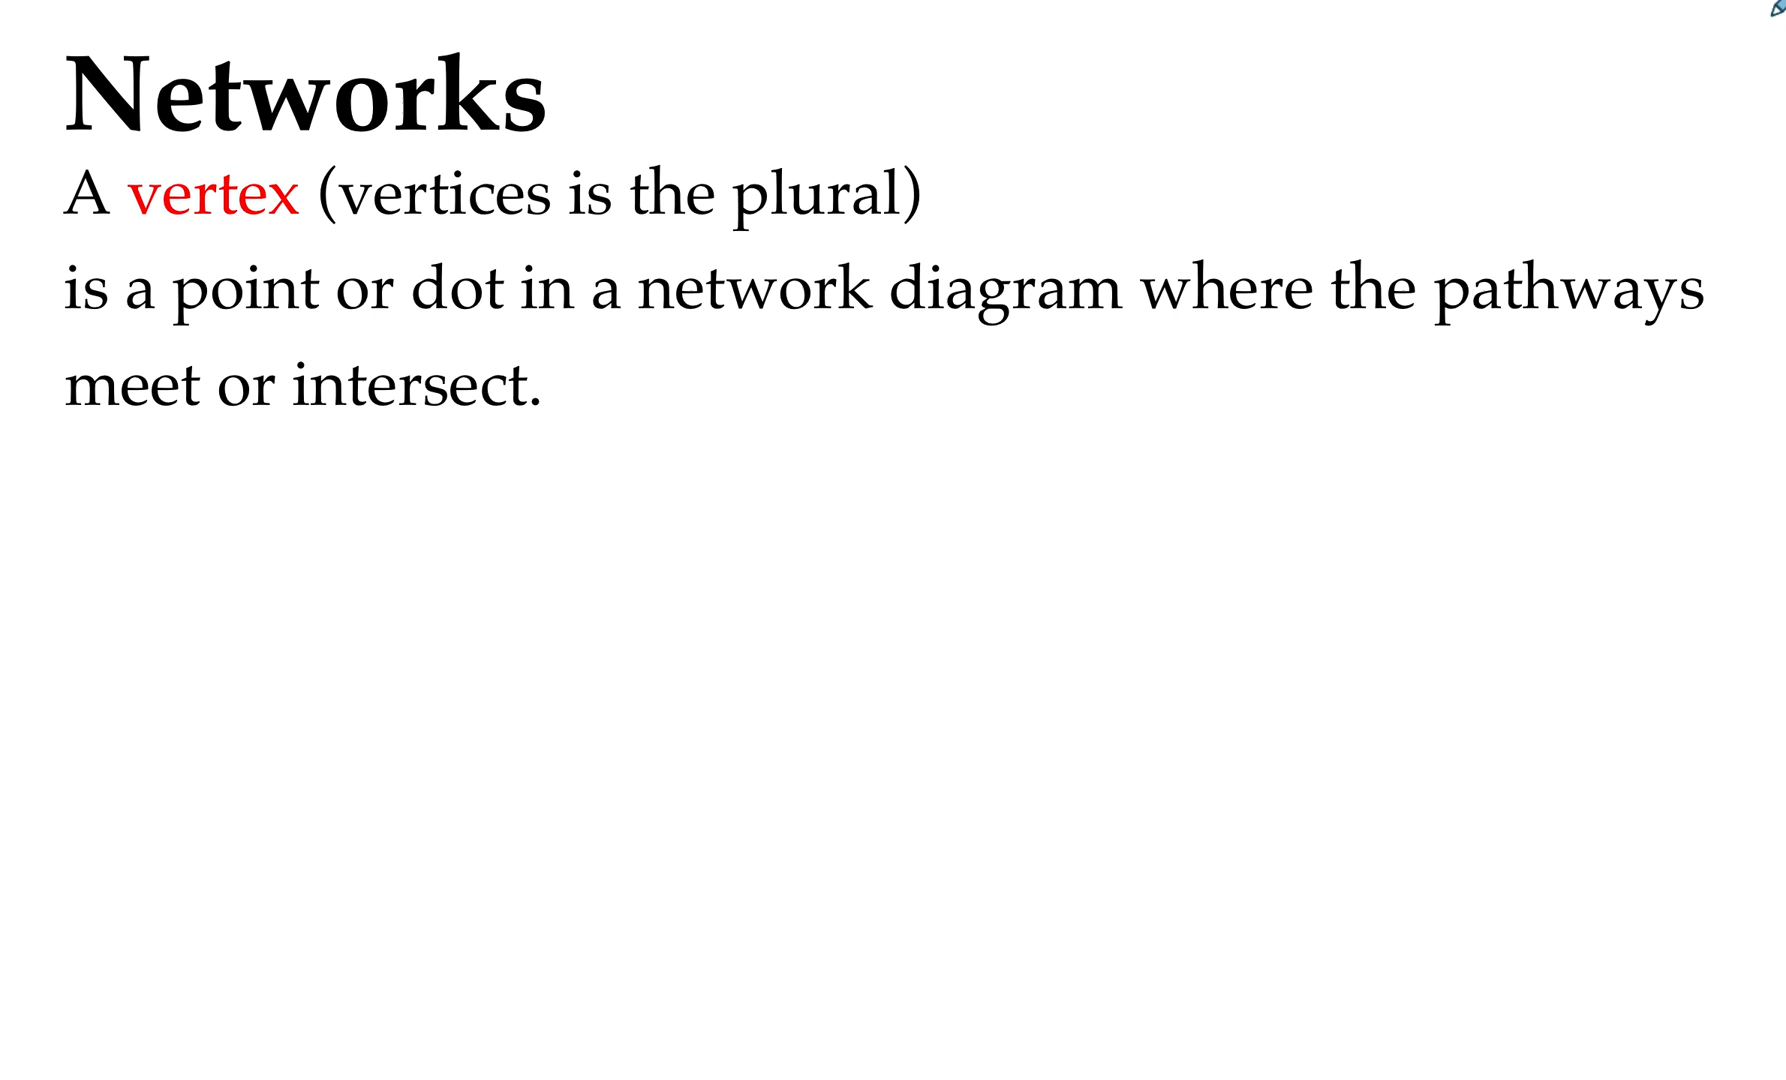 Networks
A vertex (vertices is the plural)
is a point or dot in a network diagram where the pathways
meet or intersect.